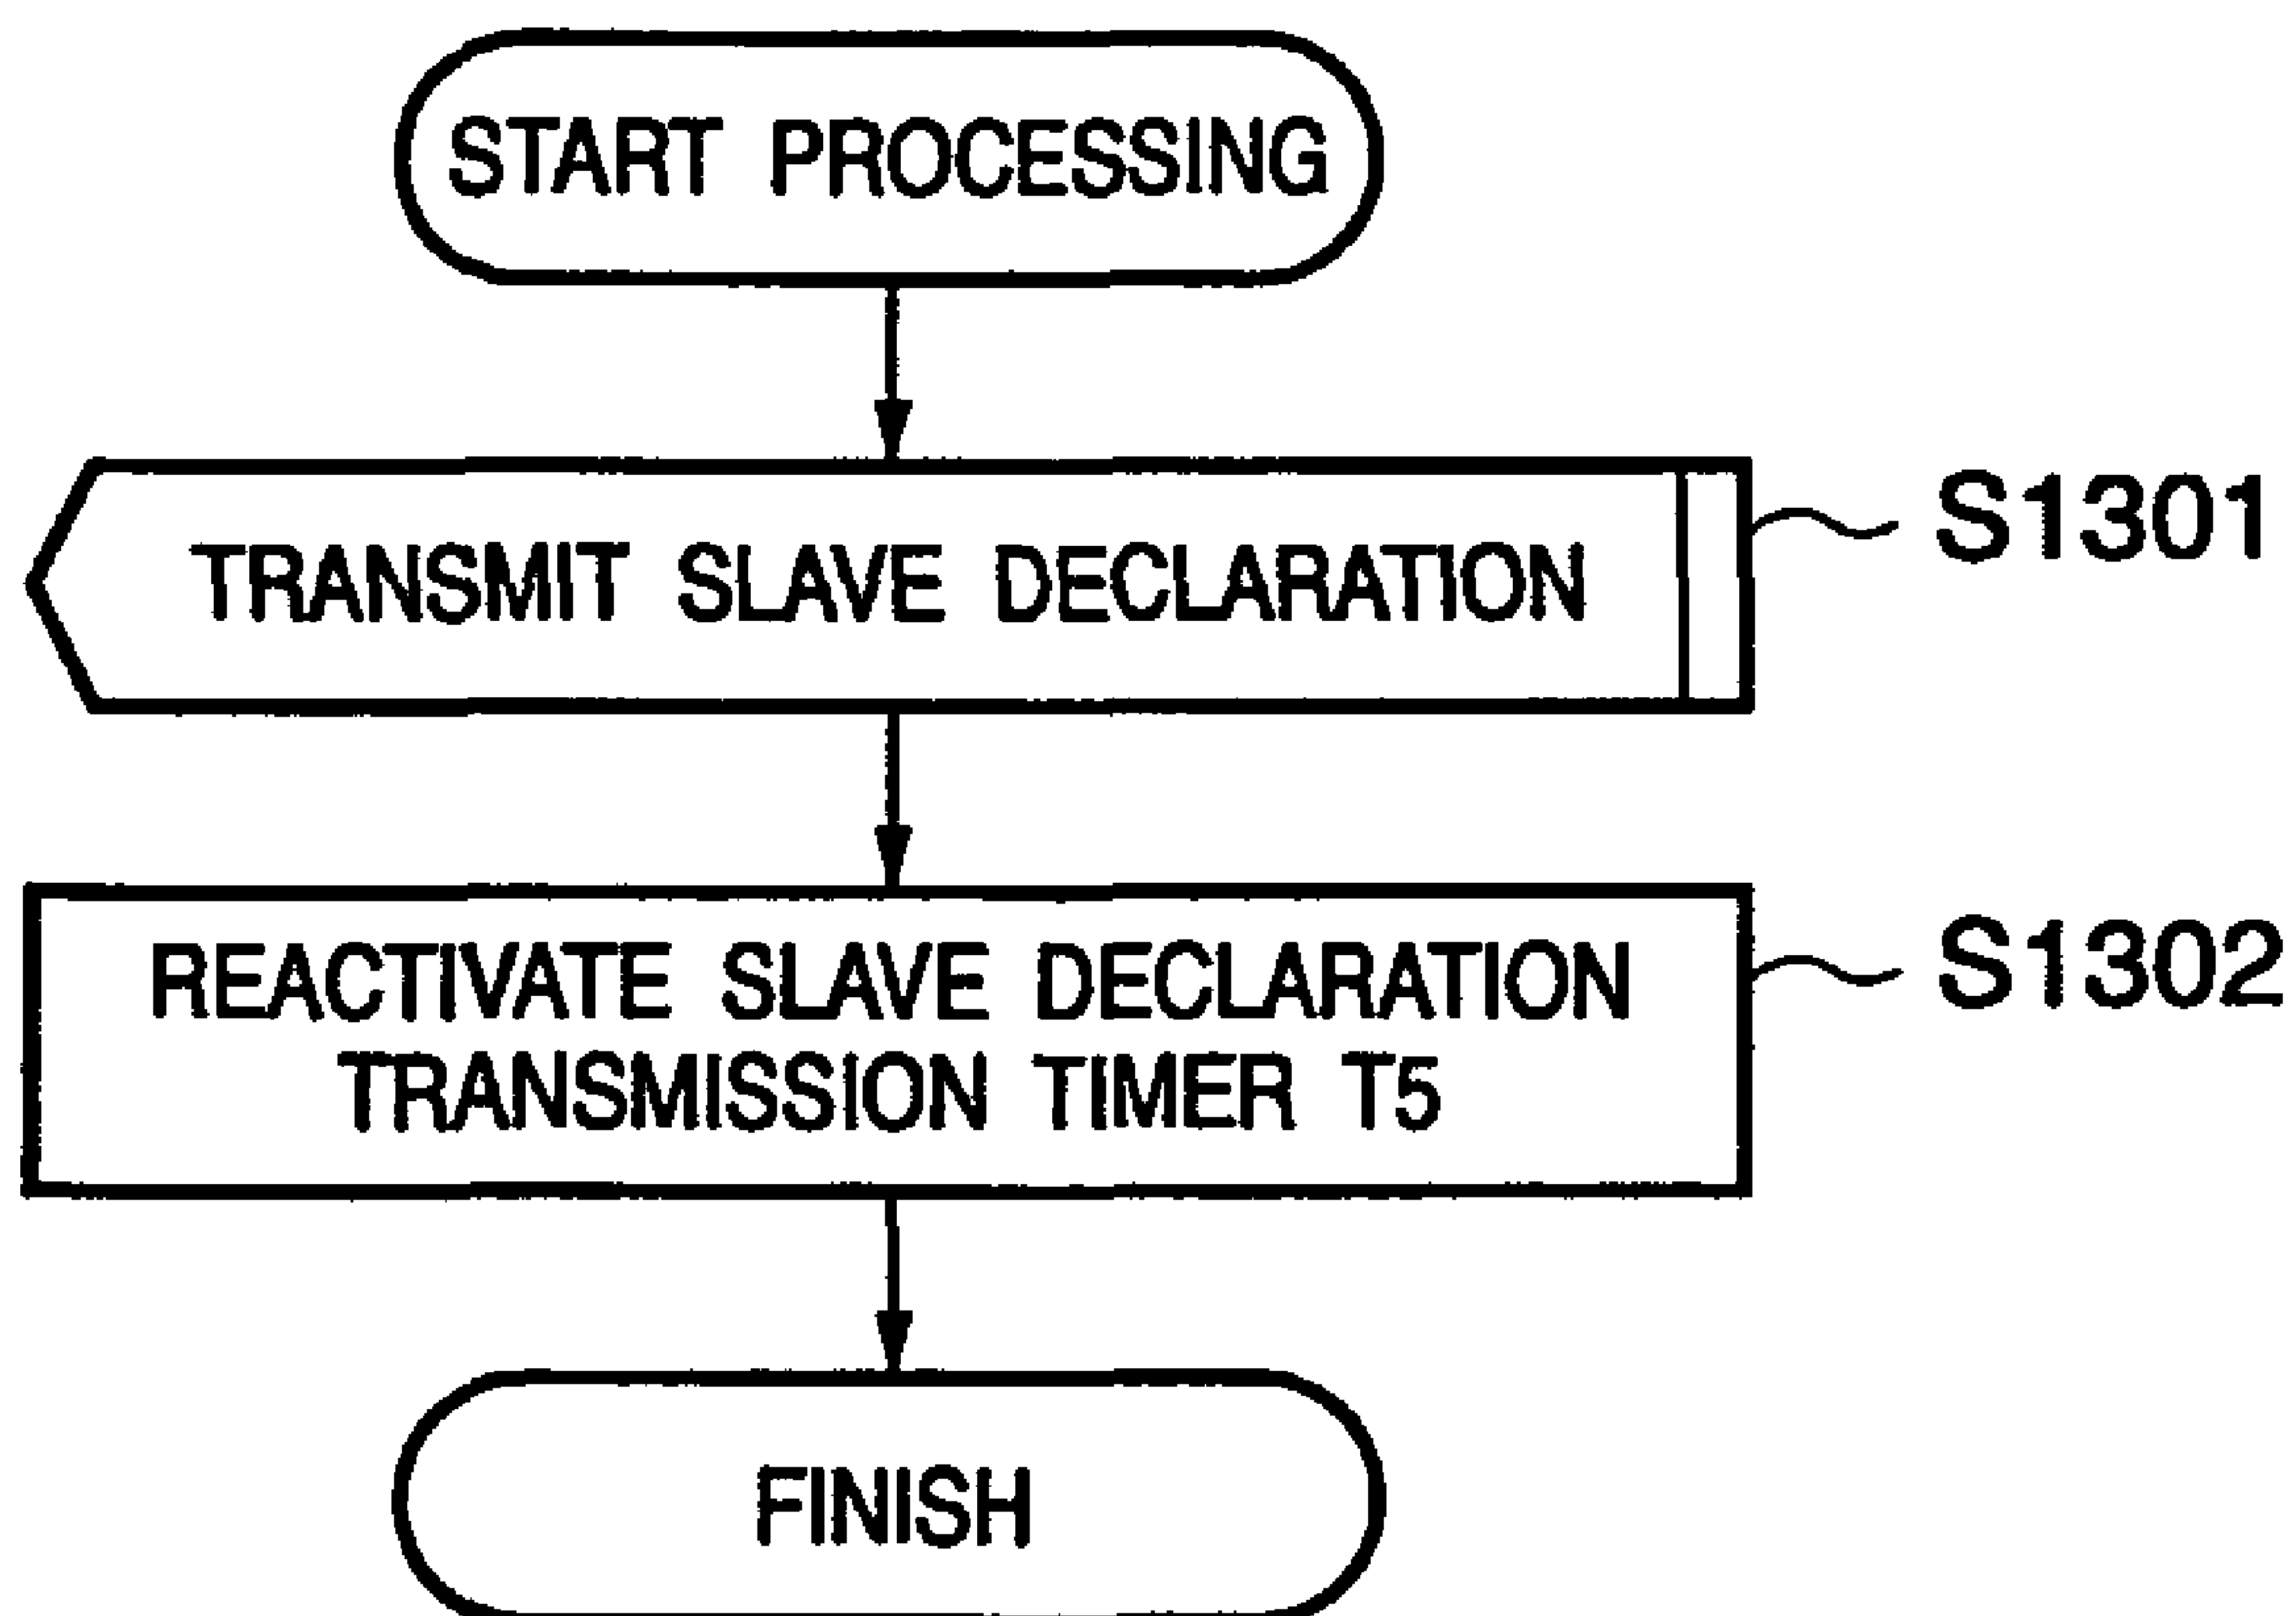 START PROCESSING
TRANSMIT SLAVE DECLARATION
S1301
REACTIVATE SLAVE DECLARATION
TRANSMISSION TIMER T5
S1302
FINISH